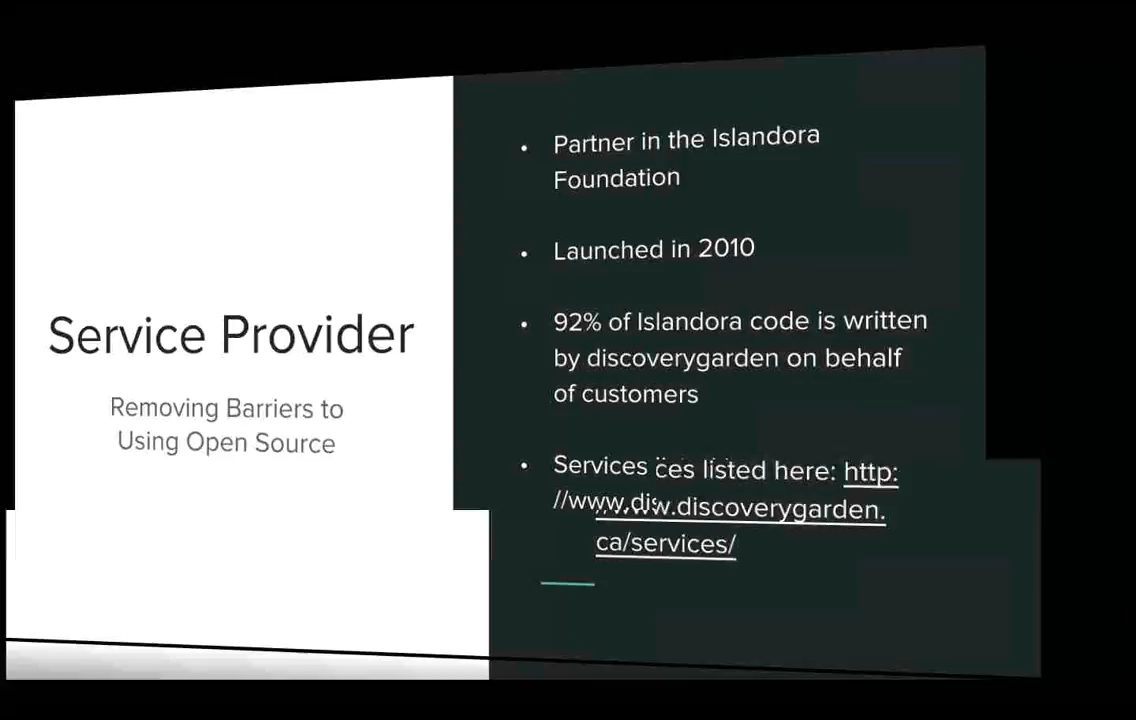 Service Provider
Removing Barriers to
Using Open Source
• Partner in the Islandora
Foundation
• Launched in 2010
• 92% of Islandora code is written
by discoverygarden on behalf
of customers
• Services listed here: http:
//www.discoverygarden.
ca/services/